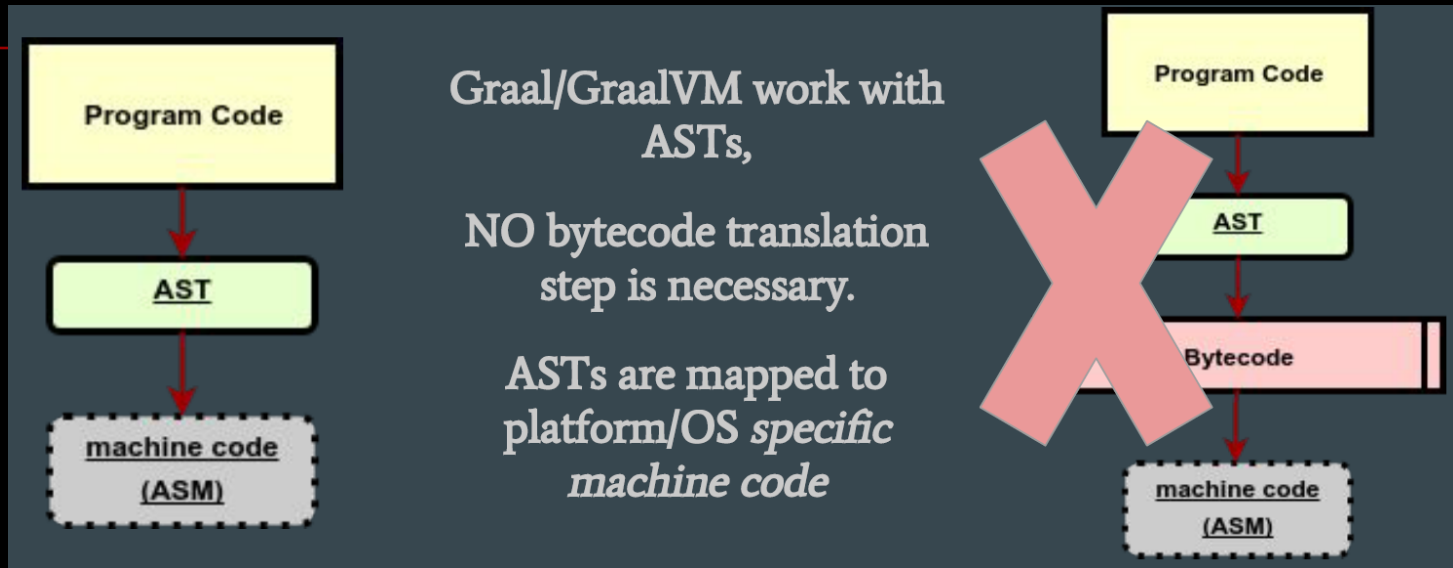 Program Code
AST
machine code
(ASM)
Graal/GraalVM work with
ASTs,
NO bytecode translation
step is necessary.
ASTs are mapped to
platform/OS specific
machine code
Program Code
AST
Bytecode
machine code
(ASM)